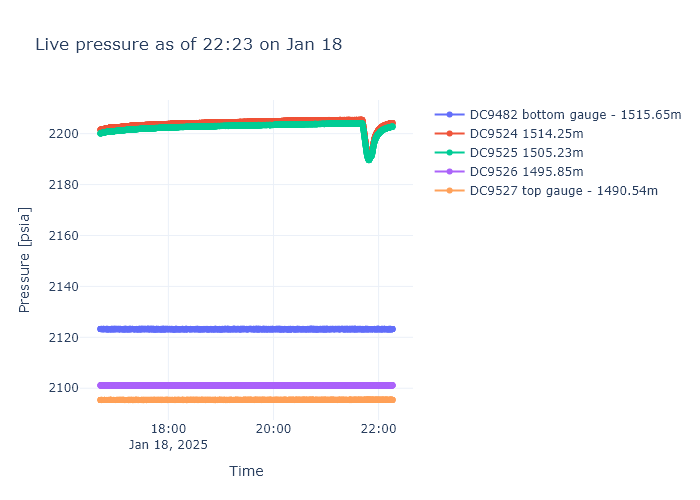 Live pressure as of 22:23 on Jan 18
DC9482 bottom gauge - 1515.65m
DC9524 1514.25m
DC9525 1505.23m
DC9526 1495.85m
DC9527 top gauge - 1490.54m
Pressure [psia]
2200
2180
2160
2140
2120
2100
18:00
Jan 18, 2025
20:00
22:00
Time